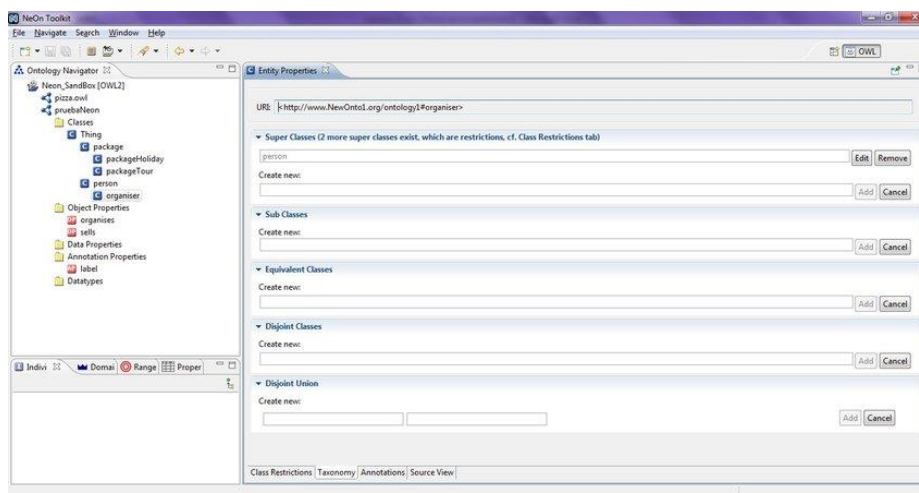 NeOn Toolkit
File Navigate Search Window Help
OWL
Ontology Navigator
Neon_SandBox [OWL2]
pizza.owl
pruebaNeon
Classes
Thing
package
packageHoliday
packageTour
person
organiser
Object Properties
organises
sells
Data Properties
Annotation Properties
label
Datatypes
Indivi Domai Range Proper
Entity Properties
URI: <http://www.NewOnto1.org/ontology1#organiser>
Super Classes (2 more super classes exist, which are restrictions, cf. Class Restrictions tab)
person Edit Remove
Create new:
Add Cancel
Sub Classes
Create new:
Add Cancel
Equivalent Classes
Create new:
Add Cancel
Disjoint Classes
Create new:
Add Cancel
Disjoint Union
Create new:
Add Cancel
Class Restrictions Taxonomy Annotations Source View